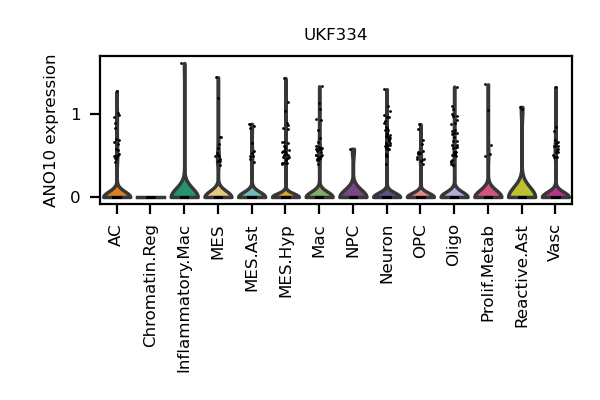 UKF334
ANO10 expression
1
0
AC
Chromatin.Reg
Inflammatory.Mac
MES
MES.Ast
MES.Hyp
Mac
NPC
Neuron
OPC
Oligo
Prolif.Metab
Reactive.Ast
Vasc